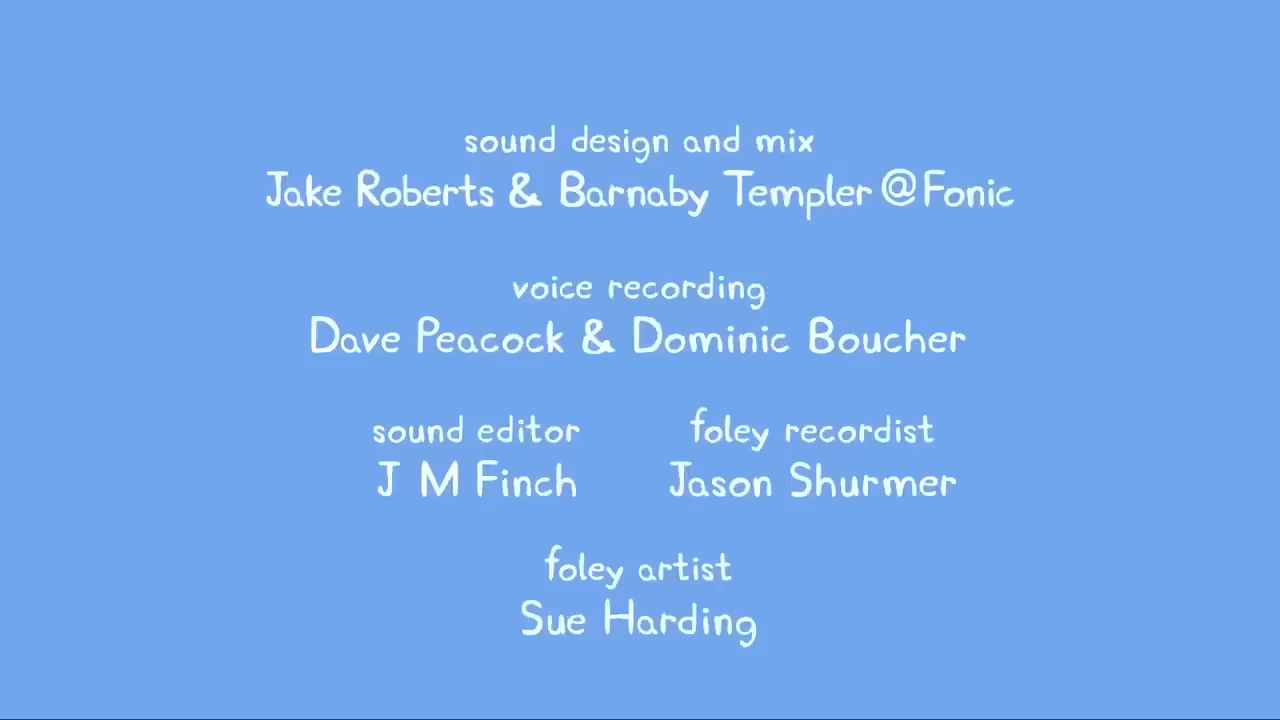 sound design and mix
Jake Roberts & Barnaby Templer @Fonic
voice recording
Dave Peacock & Dominic Boucher
sound editor
J M Finch
foley recordist
Jason Shurmer
foley artist
Sue Harding